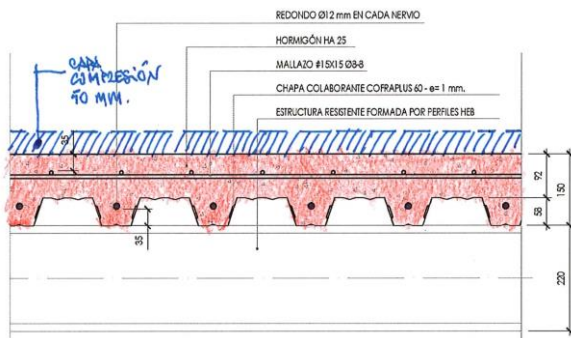 REDONDO Ø12 mm EN CADA NERVIO
HORMIGÓN HA 25
MALLAZO #15X15 Ø8-8
CHAPA COLABORANTE COFRAPLUS 60 - e= 1 mm.
ESTRUCTURA RESISTENTE FORMADA POR PERFILES HEB
CAPA
COMPRESIÓN
50 MM.
35
92
150
58
35
220